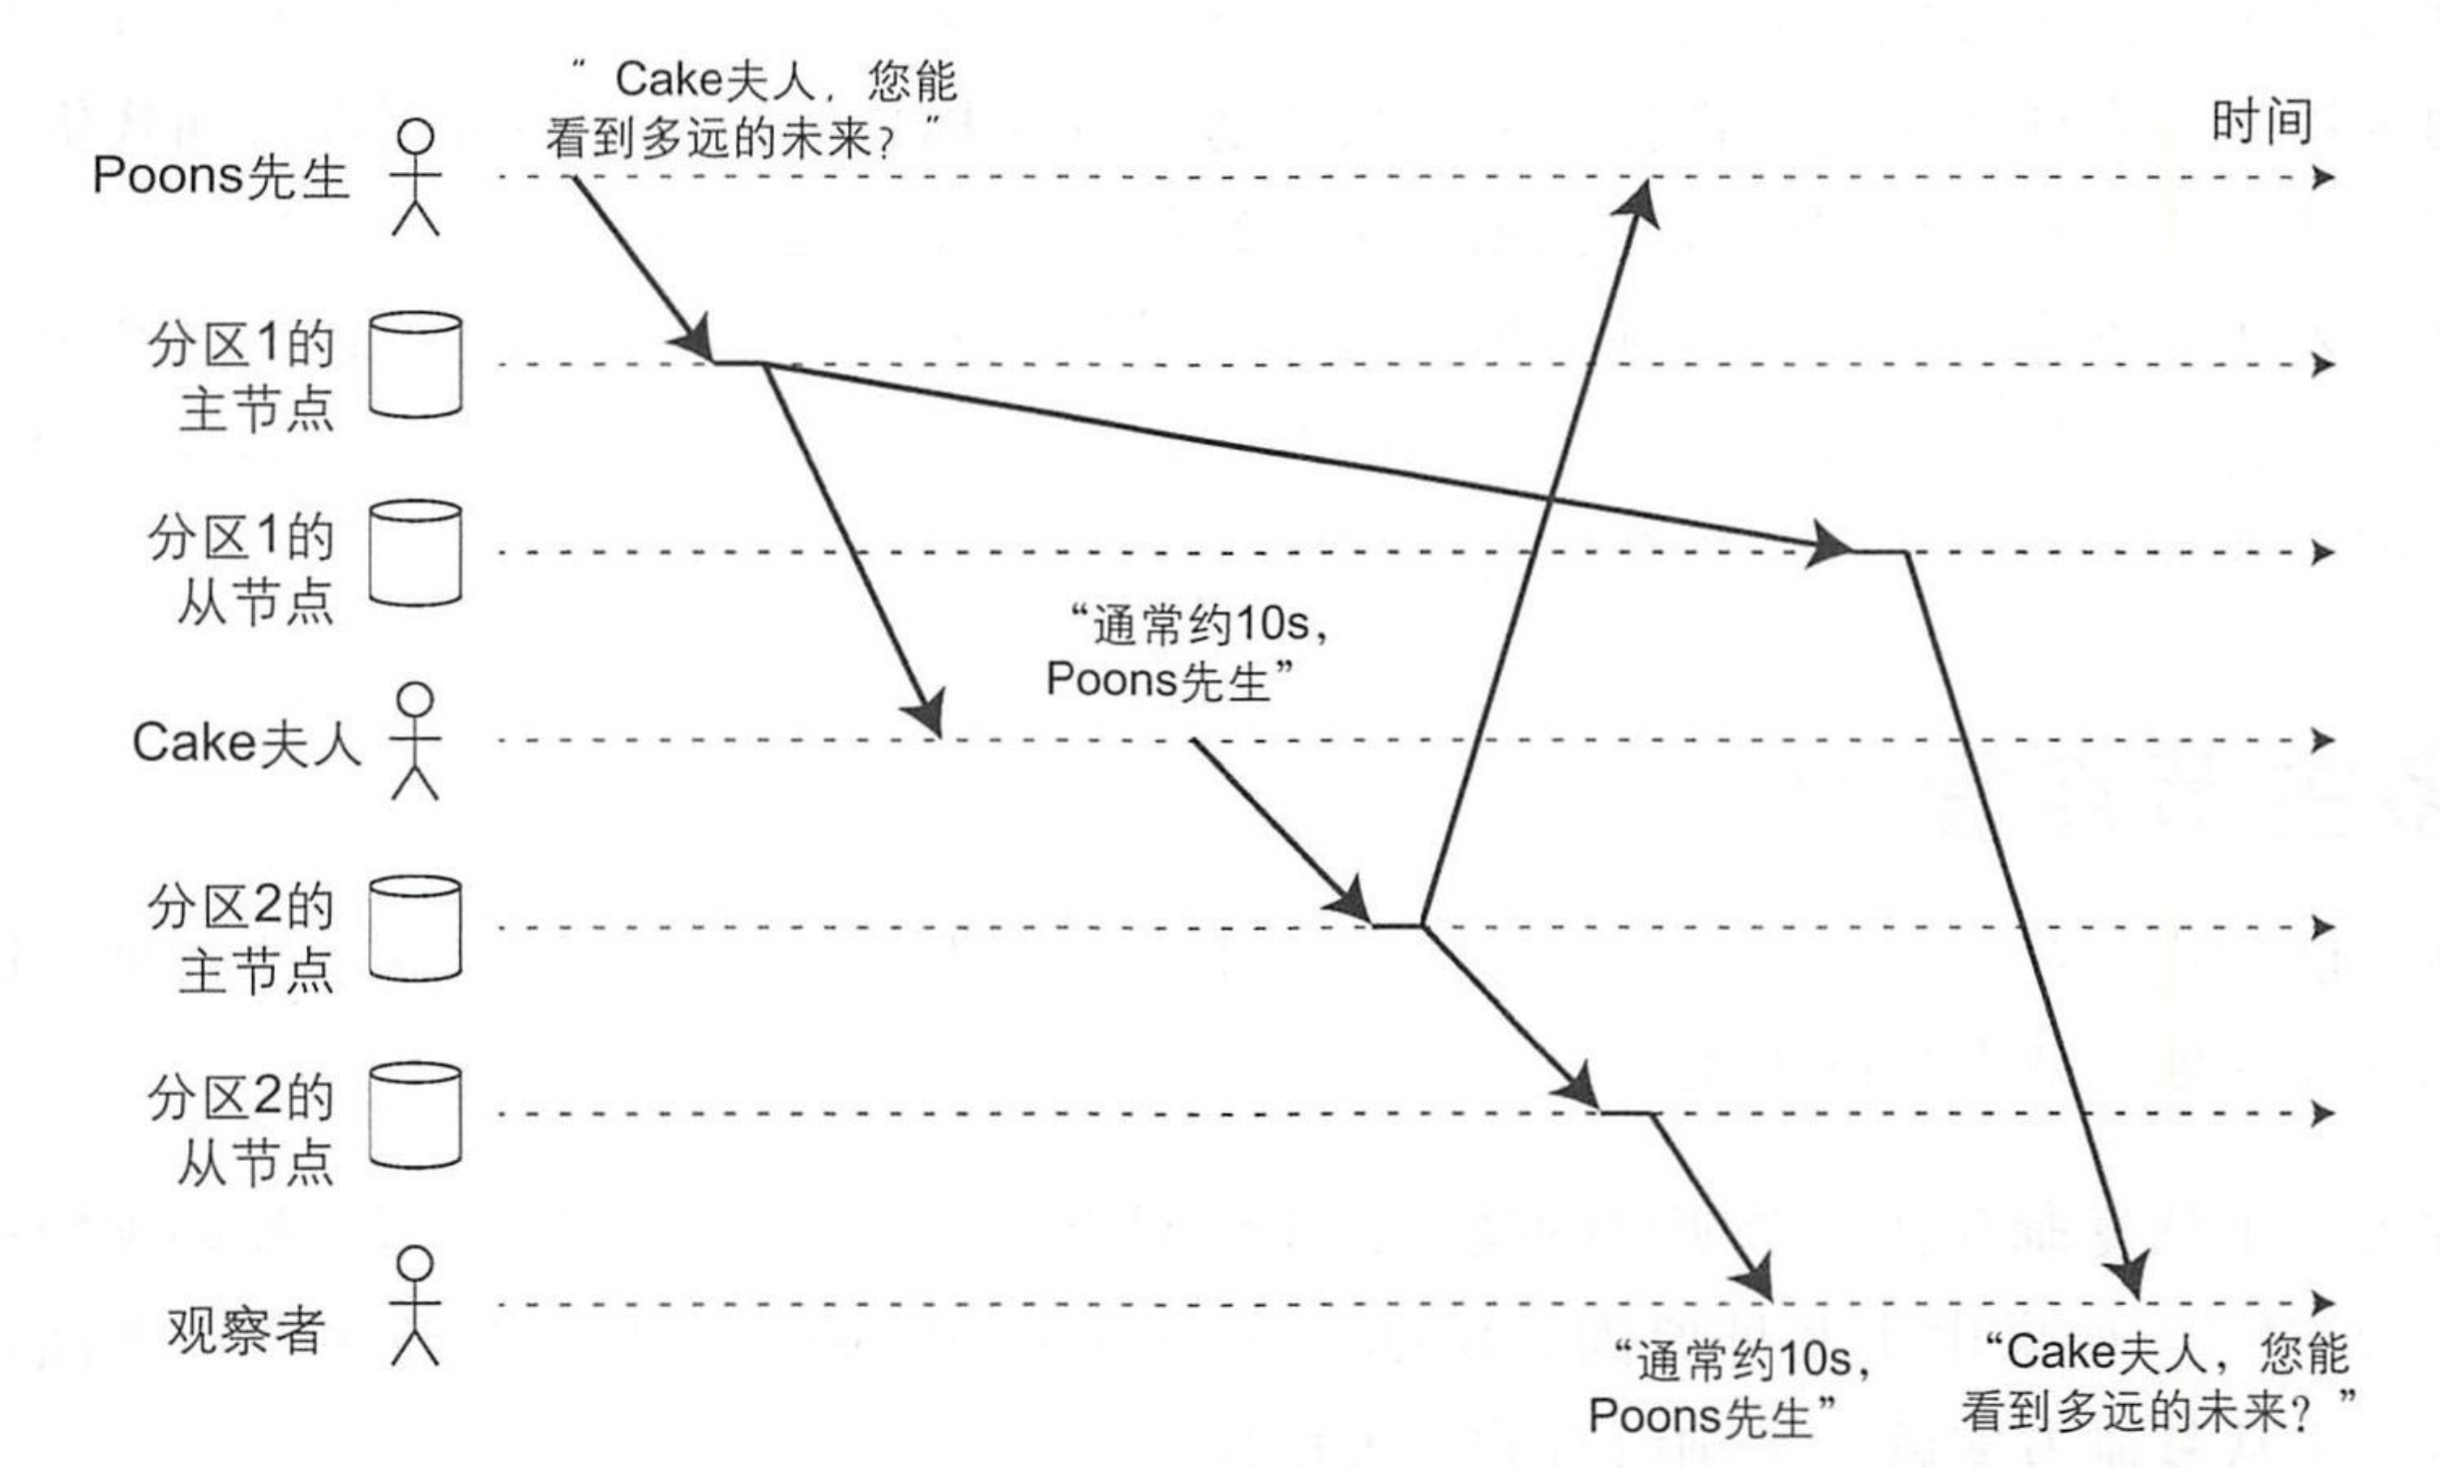 “ Cake夫人，您能
看到多远的未来？”
时间
Poons先生
分区1的
主节点
分区1的
从节点
“通常约10s，
Poons先生”
Cake夫人
分区2的
主节点
分区2的
从节点
观察者
“通常约10s，
Poons先生”
“Cake夫人，您能
看到多远的未来？”